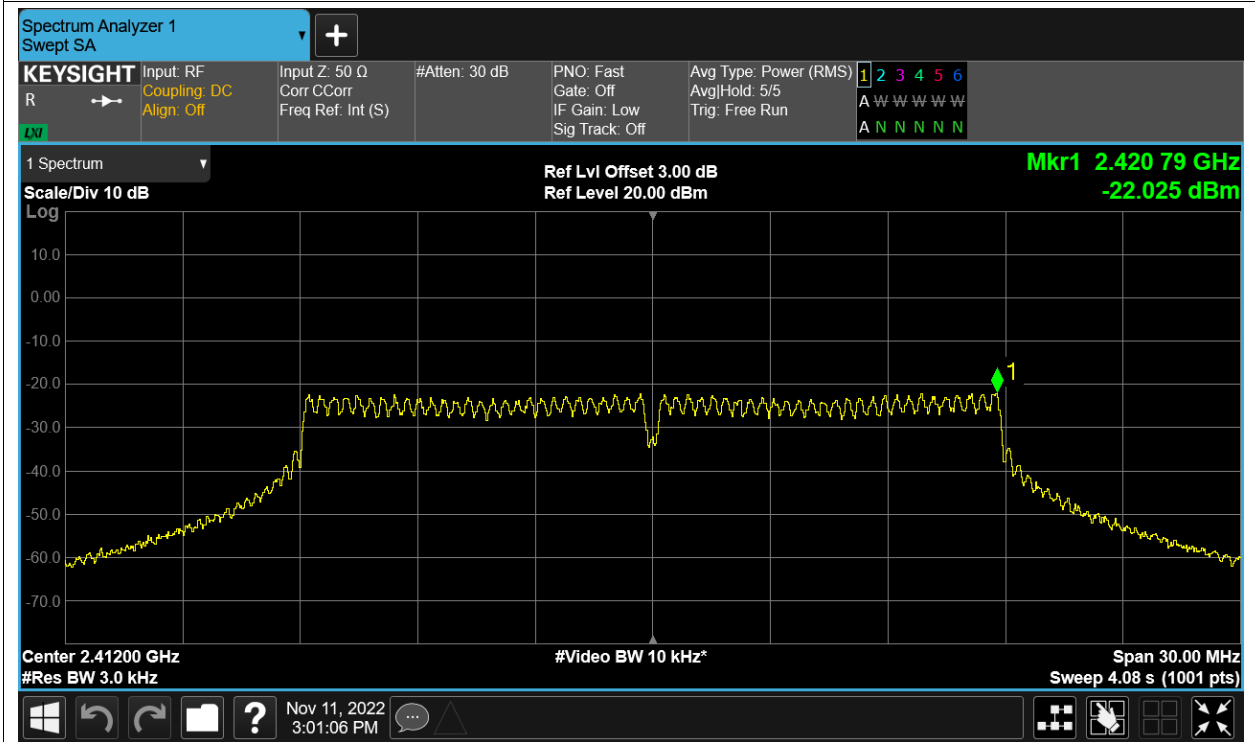 Spectrum Analyzer 1
Swept SA
+
KEYSIGHT
R
LXI
Input: RF
Coupling: DC
Align: Off
Input Z: 50 Ω
Corr CCorr
Freq Ref: Int (S)
#Atten: 30 dB
PNO: Fast
Gate: Off
IF Gain: Low
Sig Track: Off
Avg Type: Power (RMS)
Avg|Hold: 5/5
Trig: Free Run
1 2 3 4 5 6
A W W W W W
A N N N N N
1 Spectrum
Scale/Div 10 dB
Log
Ref Lvl Offset 3.00 dB
Ref Level 20.00 dBm
Mkr1 2.420 79 GHz
-22.025 dBm
10.0
0.00
-10.0
-20.0
-30.0
-40.0
-50.0
-60.0
-70.0
1
Center 2.41200 GHz
#Res BW 3.0 kHz
#Video BW 10 kHz*
Span 30.00 MHz
Sweep 4.08 s (1001 pts)
?
Nov 11, 2022
3:01:06 PM